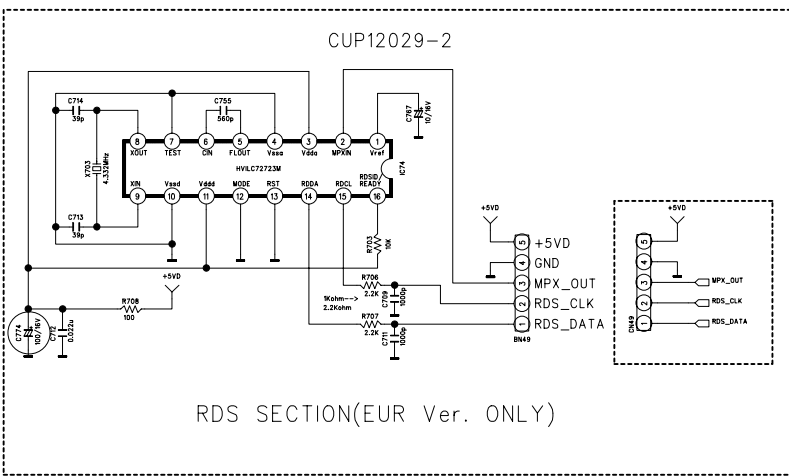 CUP12029-2
C714
39p
C755
560p
C767
10/16V
8 7 6 5 4 3 2 1
XOUT TEST CIN FLOUT Vssa Vdda MPXIN Vref
X703
4.332MHz
HVILC72723M
RDSID
READY
IC74
XIN Vssd Vddd MODE RST RDDA RDCL
9 10 11 12 13 14 15 16
C713
39p
R703
10K
+5VD
R708
100
C774
100/16V
C712
0.022u
1Kohm-->
2.2Kohm
R706
2.2K
C709
1000p
R707
2.2K
C711
1000p
+5VD
5 +5VD
4 GND
3 MPX_OUT
2 RDS_CLK
1 RDS_DATA
BN49
+5VD
5
4
3 MPX_OUT
2 RDS_CLK
1 RDS_DATA
CN49
RDS SECTION(EUR Ver. ONLY)